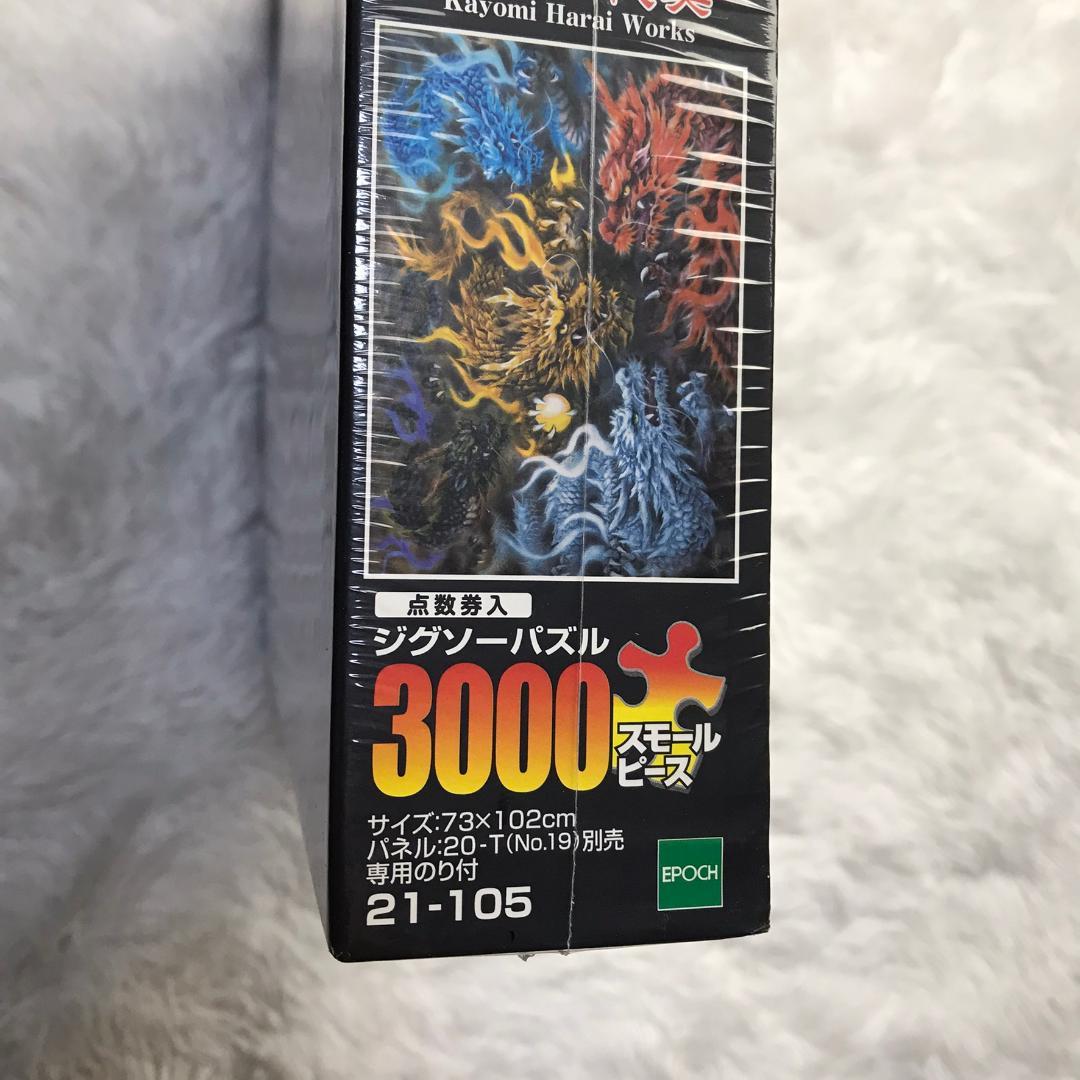 Kayomi Harai Works
点数券入
ジグソーパズル
3000
スモール
ピース
サイズ:73×102cm
パネル:20-T(No.19)別売
専用のり付
21-105
EPOCH